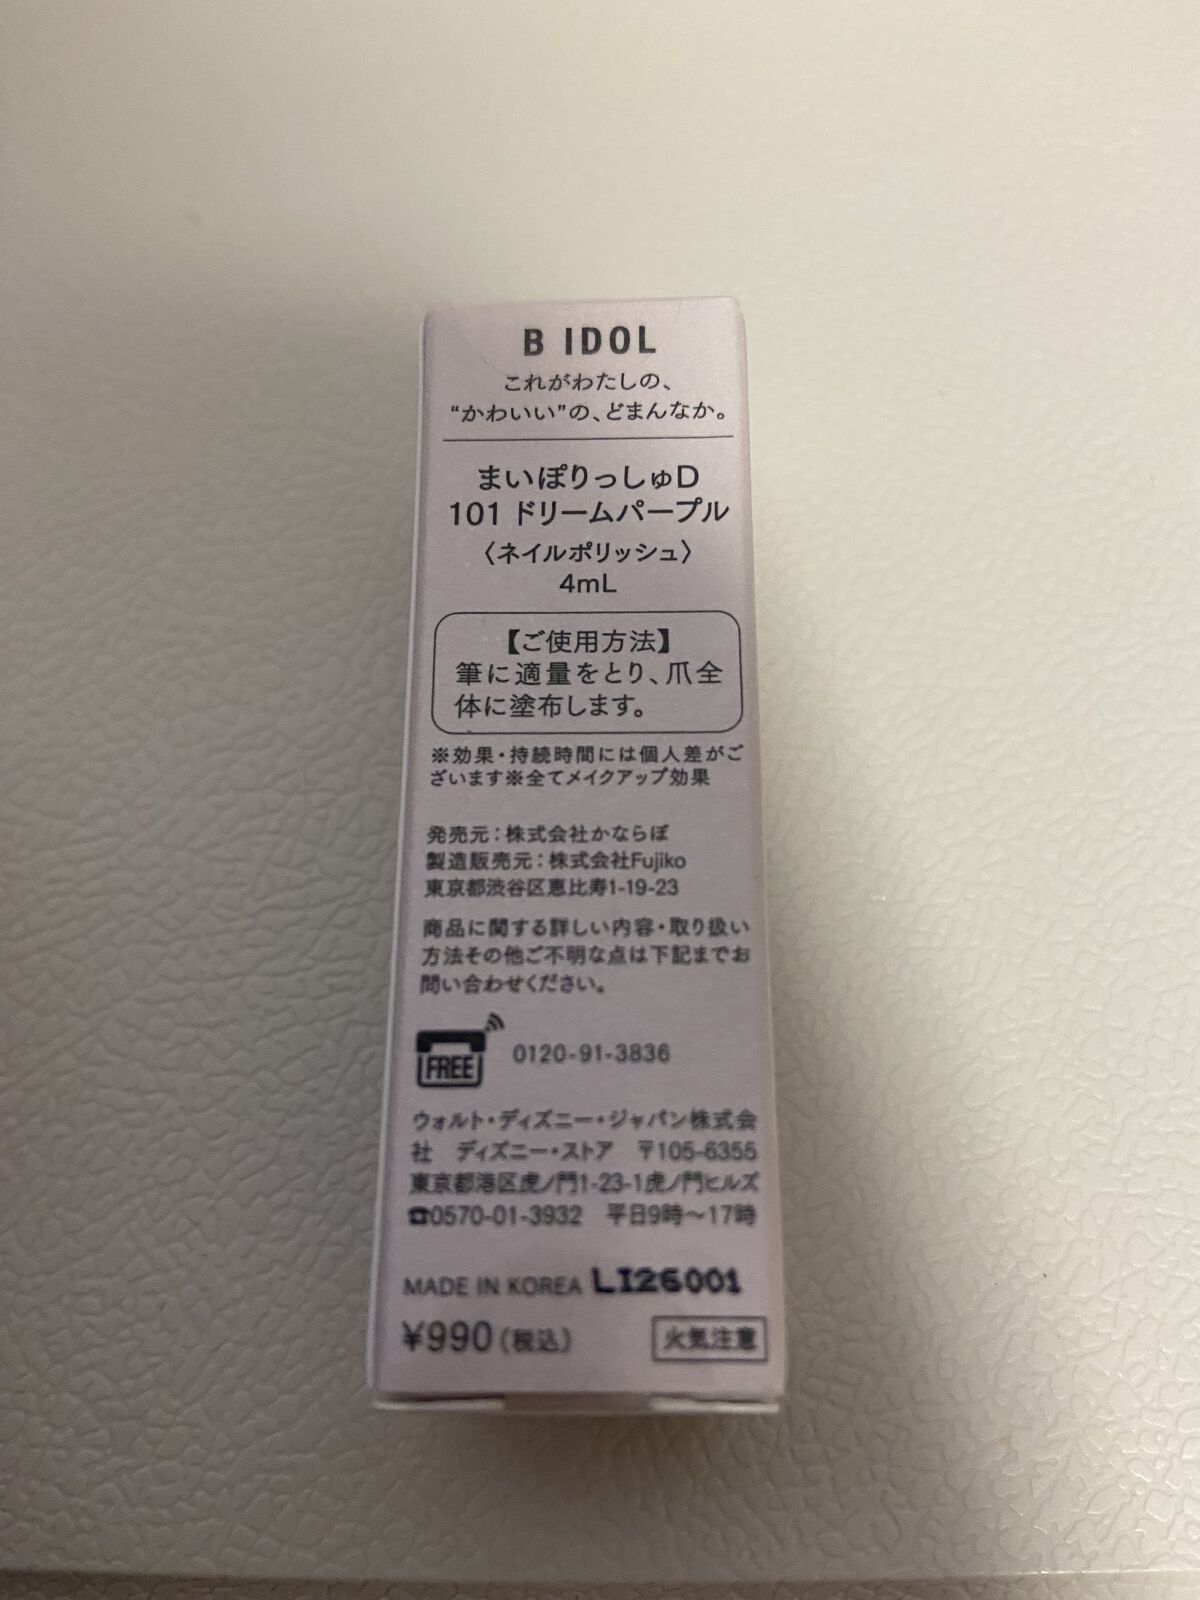 B IDOL
これがわたしの、
“かわいい”の、どまんなか。
まいぽりっしゅD
101 ドリームパープル
〈ネイルポリッシュ〉
4mL
【ご使用方法】
筆に適量をとり、爪全
体に塗布します。
※効果・持続時間には個人差がご
ざいます※全てメイクアップ効果
発売元：株式会社かならぼ
製造販売元：株式会社Fujiko
東京都渋谷区恵比寿1-19-23
商品に関する詳しい内容・取り扱い
方法その他ご不明な点は下記までお
問い合わせください。
FREE 0120-91-3836
ウォルト・ディズニー・ジャパン株式会
社 ディズニー・ストア 〒105-6355
東京都港区虎ノ門1-23-1虎ノ門ヒルズ
☎0570-01-3932 平日9時～17時
MADE IN KOREA LI26001
¥990(税込) 火気注意